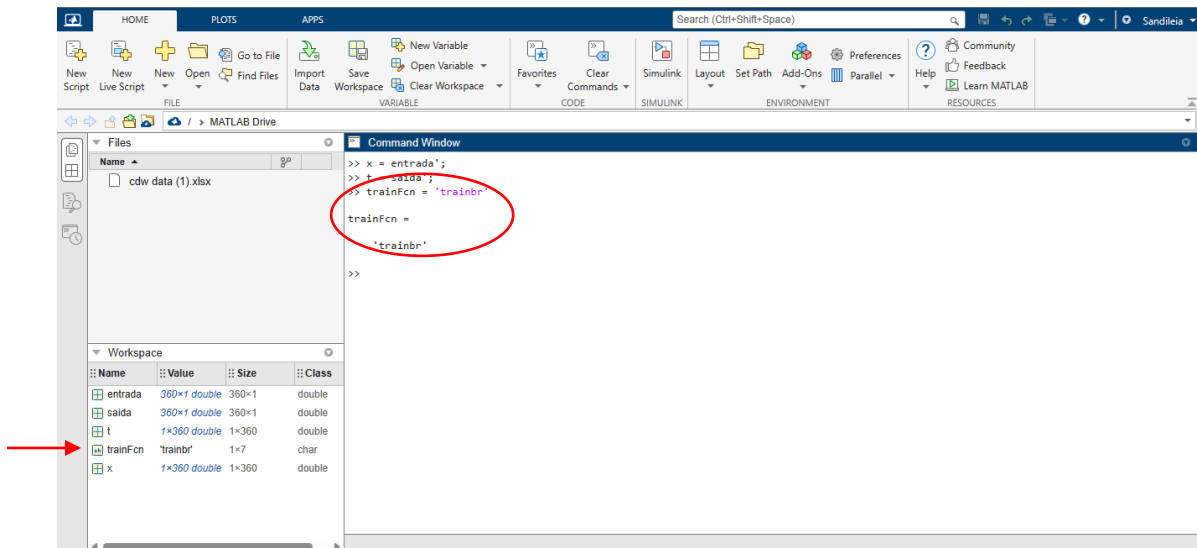 HOME PLOTS APPS
Search (Ctrl+Shift+Space)
Sandileia
New Script
New Live Script
New
Open
Go to File
Find Files
FILE
Import Data
Save Workspace
New Variable
Open Variable
Clear Workspace
VARIABLE
Favorites
Clear Commands
CODE
Simulink
SIMULINK
Layout
Set Path
Add-Ons
Preferences
Parallel
ENVIRONMENT
Help
Community
Feedback
Learn MATLAB
RESOURCES
/ › MATLAB Drive
Files
Name
cdw data (1).xlsx
Command Window
>> x = entrada';
>> t = saida';
>> trainFcn = 'trainbr'
trainFcn =
'trainbr'
>>
Workspace
Name Value Size Class
entrada 360×1 double 360×1 double
saida 360×1 double 360×1 double
t 1×360 double 1×360 double
trainFcn 'trainbr' 1×7 char
x 1×360 double 1×360 double